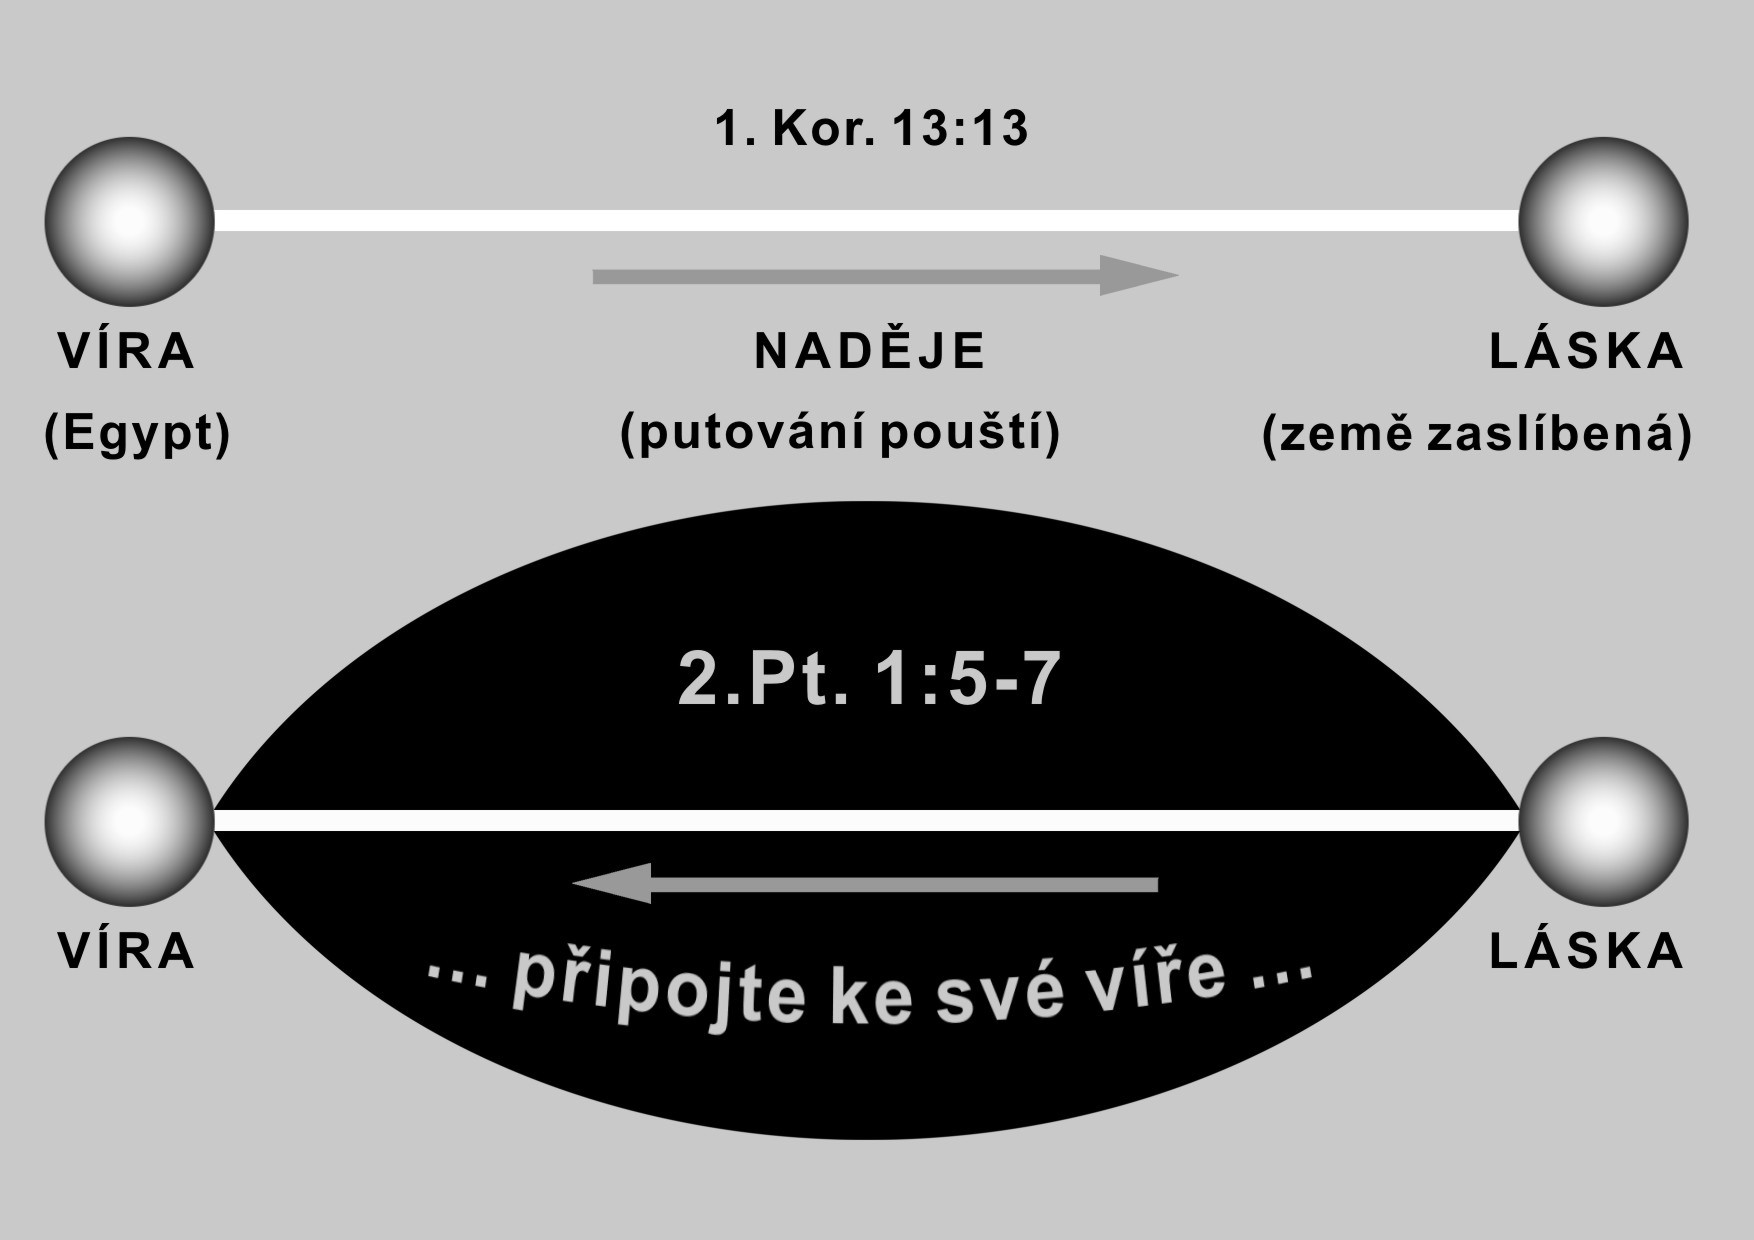 1. Kor. 13:13
VÍRA NADĚJE LÁSKA
(Egypt) (putování pouští) (země zaslíbená)
2.Pt. 1:5-7
VÍRA LÁSKA
... připojte ke své víře ...